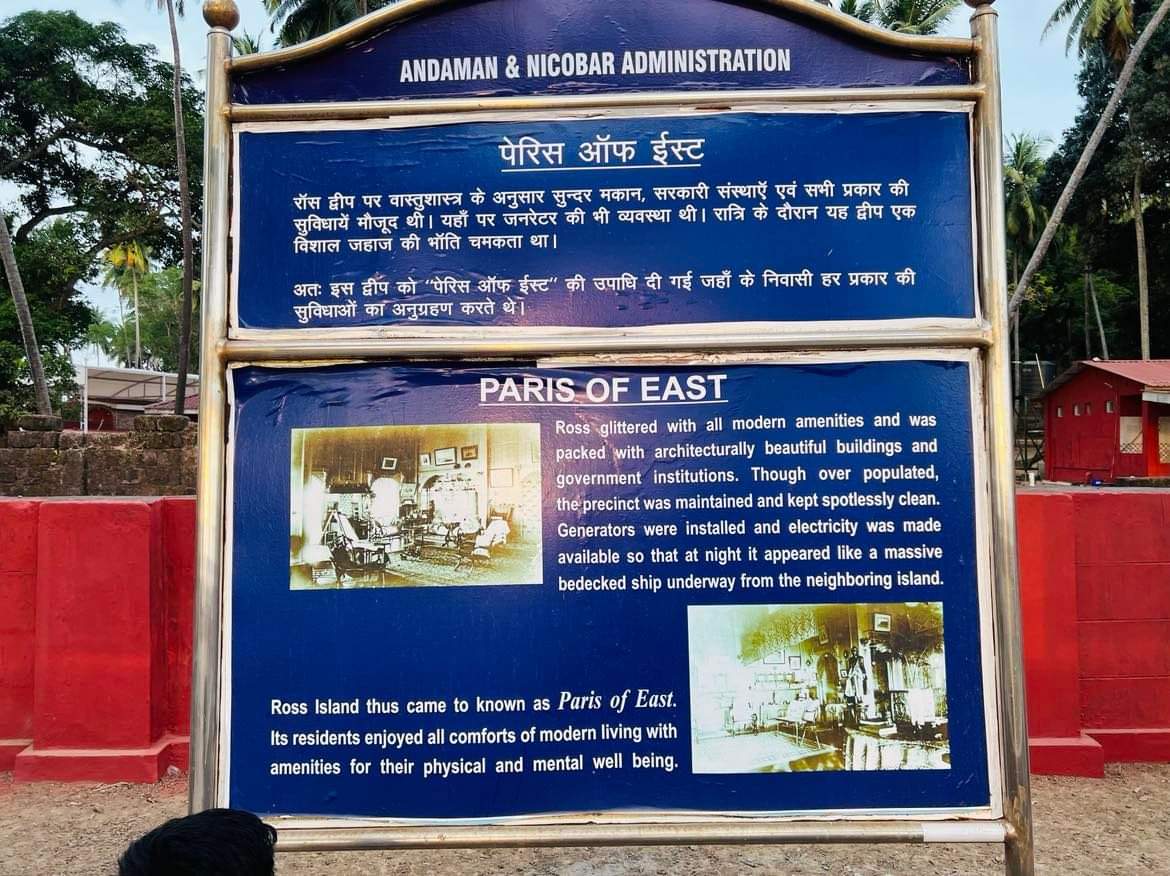 ANDAMAN & NICOBAR ADMINISTRATION
पेरिस ऑफ ईस्ट
रॉस द्वीप पर वास्तुशास्त्र के अनुसार सुन्दर मकान, सरकारी संस्थाऍ एवं सभी प्रकार की
सुविधायें मौजूद थी। यहाँ पर जनरेटर की भी व्यवस्था थी। रात्रि के दौरान यह द्वीप एक
विशाल जहाज की भॉति चमकता था।
अतः इस द्वीप को "पेरिस ऑफ ईस्ट" की उपाधि दी गई जहाँ के निवासी हर प्रकार की
सुविधाओं का अनुग्रहण करते थे।
PARIS OF EAST
Ross glittered with all modern amenities and was
packed with architecturally beautiful buildings and
government institutions. Though over populated,
the precinct was maintained and kept spotlessly clean.
Generators were installed and electricity was made
available so that at night it appeared like a massive
bedecked ship underway from the neighboring island.
Ross Island thus came to known as Paris of East.
Its residents enjoyed all comforts of modern living with
amenities for their physical and mental well being.